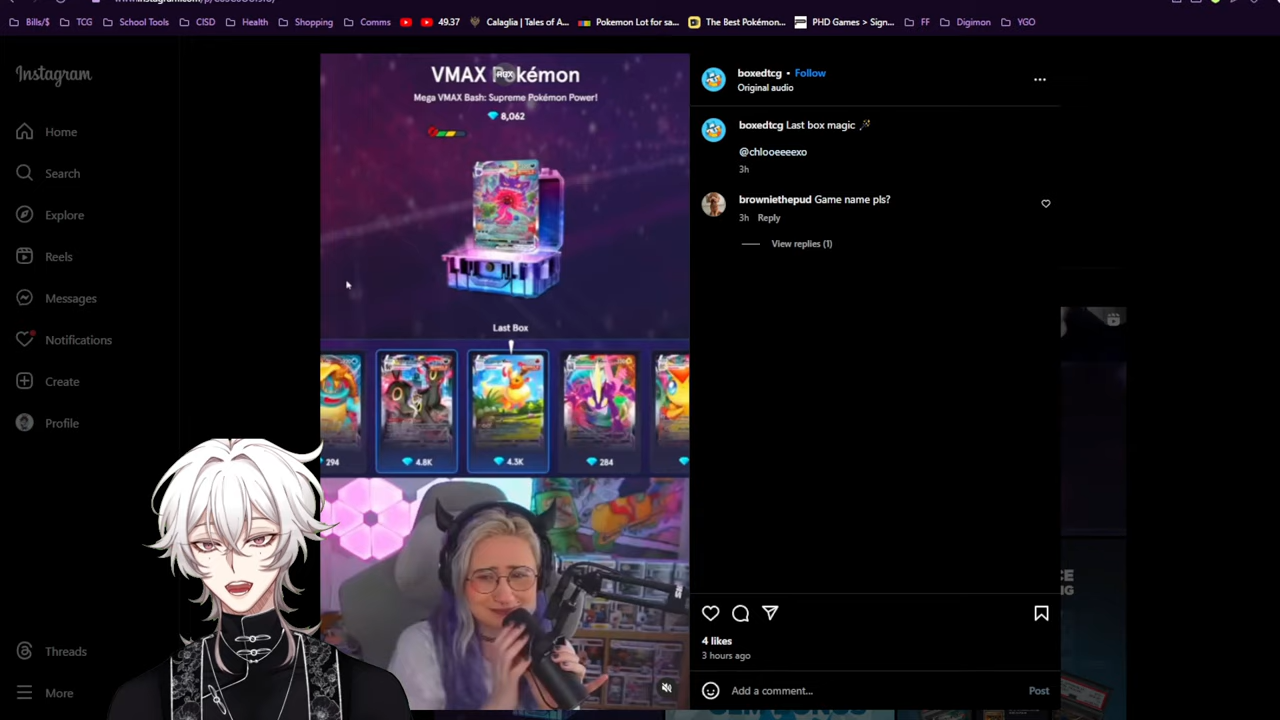 Bills/$
TCG
School Tools
CISD
Health
Shopping
Comms
49.37
Calaglia | Tales of A...
Pokemon Lot for sa...
The Best Pokémon...
PHD Games > Sign...
FF
Digimon
YGO
Instagram
Home
Search
Explore
Reels
Messages
Notifications
Create
Profile
Threads
More
VMAX Pokémon
Mega VMAX Bash: Supreme Pokémon Power!
8,062
Last Box
294
4.8K
4.3K
284
boxedtcg • Follow
Original audio
boxedtcg Last box magic
@chlooeeeexo
3h
browniethepud Game name pls?
3h Reply
View replies (1)
4 likes
3 hours ago
Add a comment...
Post